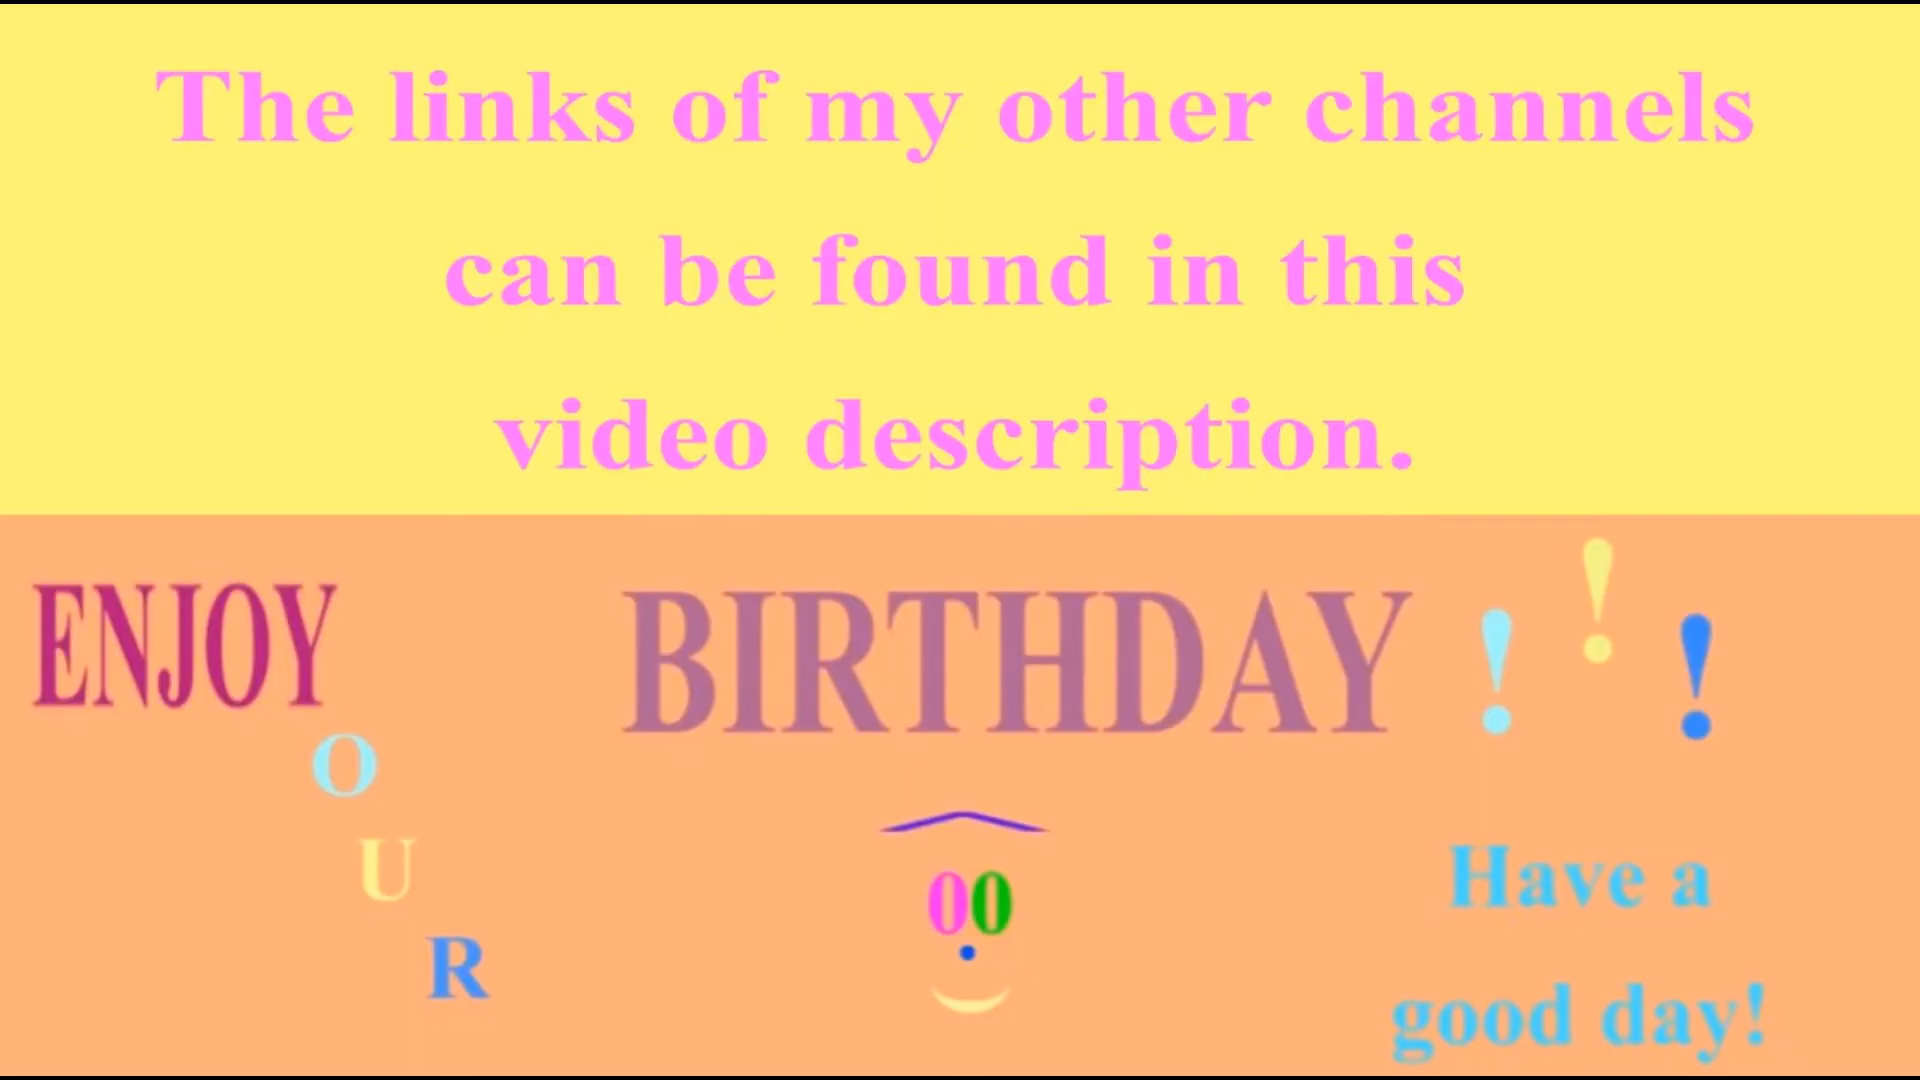 The links of my other channels
can be found in this
video description.
ENJOY
O
U
R
BIRTHDAY !!!
00
Have a
good day!